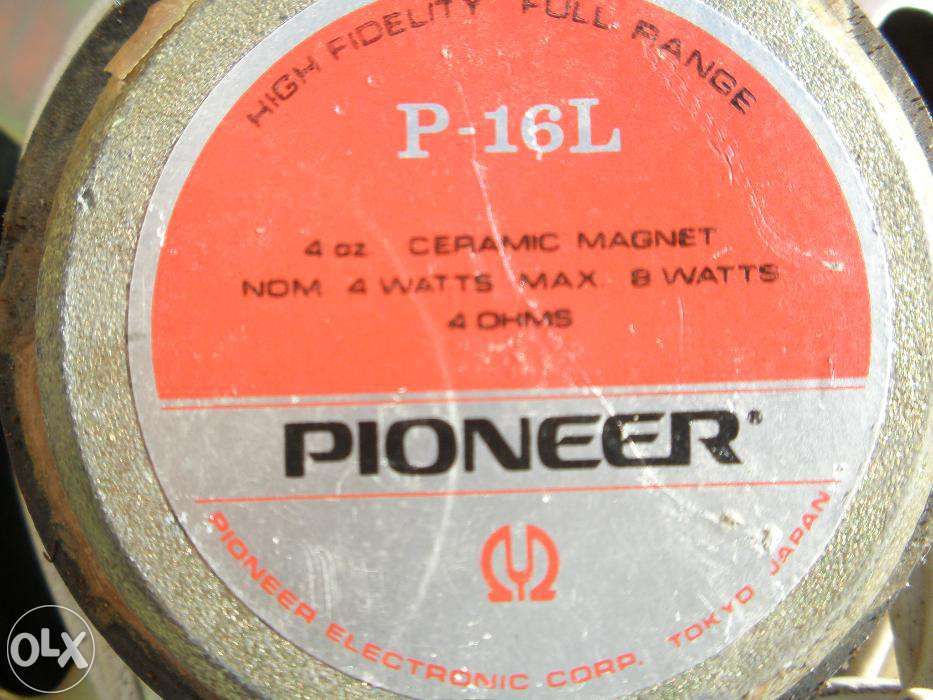 HIGH FIDELITY FULL RANGE
P-16L
4 oz CERAMIC MAGNET
NOM 4 WATTS MAX. 8 WATTS
4 OHMS
PIONEER®
PIONEER ELECTRONIC CORP. TOKYO JAPAN
OLX